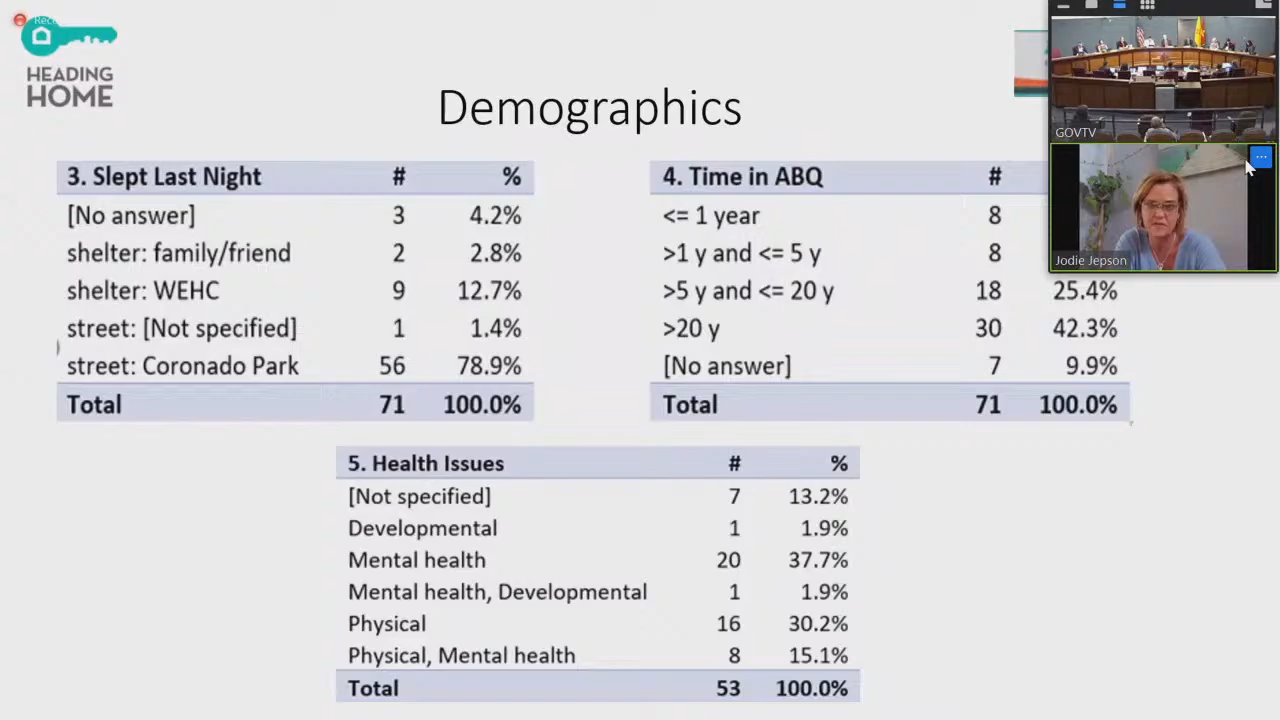 Rec
HEADING
HOME
Demographics
GOVTV
Jodie Jepson
3. Slept Last Night # %
[No answer] 3 4.2%
shelter: family/friend 2 2.8%
shelter: WEHC 9 12.7%
street: [Not specified] 1 1.4%
street: Coronado Park 56 78.9%
Total 71 100.0%
4. Time in ABQ #
<= 1 year 8
>1 y and <= 5 y 8
>5 y and <= 20 y 18 25.4%
>20 y 30 42.3%
[No answer] 7 9.9%
Total 71 100.0%
5. Health Issues # %
[Not specified] 7 13.2%
Developmental 1 1.9%
Mental health 20 37.7%
Mental health, Developmental 1 1.9%
Physical 16 30.2%
Physical, Mental health 8 15.1%
Total 53 100.0%